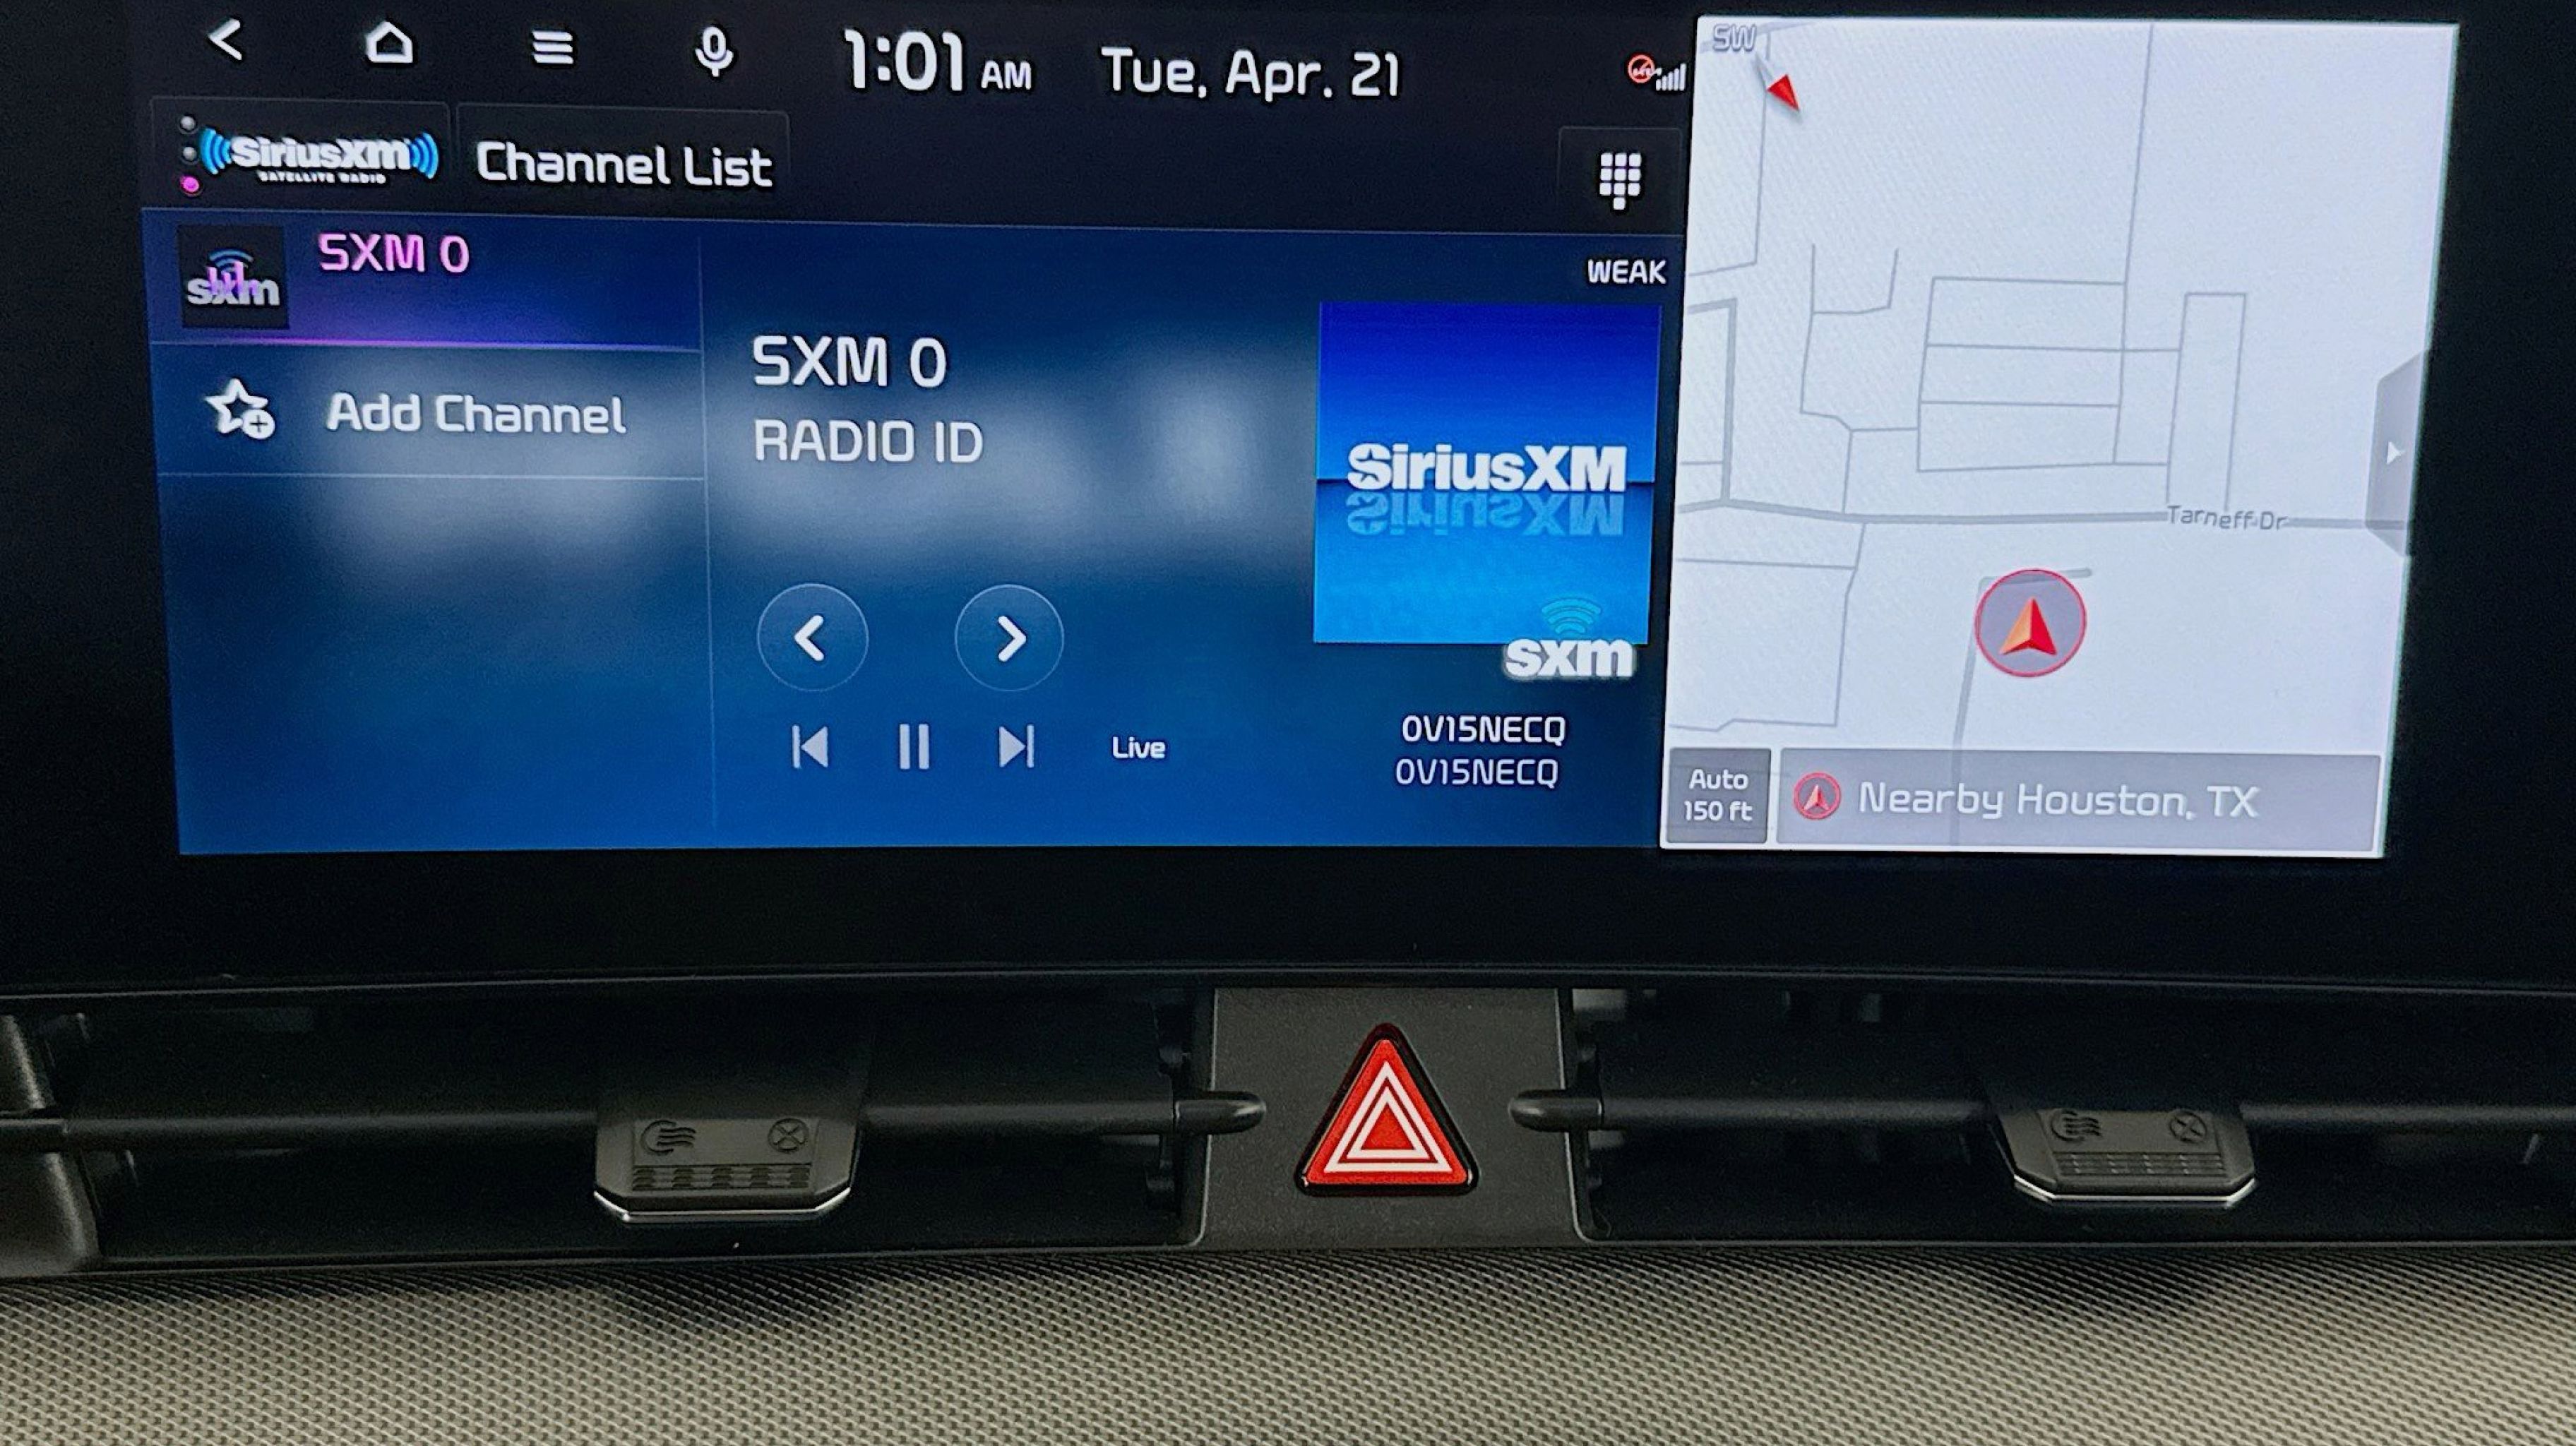 1:01 AM
Tue, Apr. 21
SiriusXM
SATELLITE RADIO
Channel List
SXM 0
sxm
Add Channel
WEAK
SXM 0
RADIO ID
SiriusXM
sxm
Live
0V15NECQ
0V15NECQ
SW
Tarneff Dr
Auto
150 ft
Nearby Houston, TX